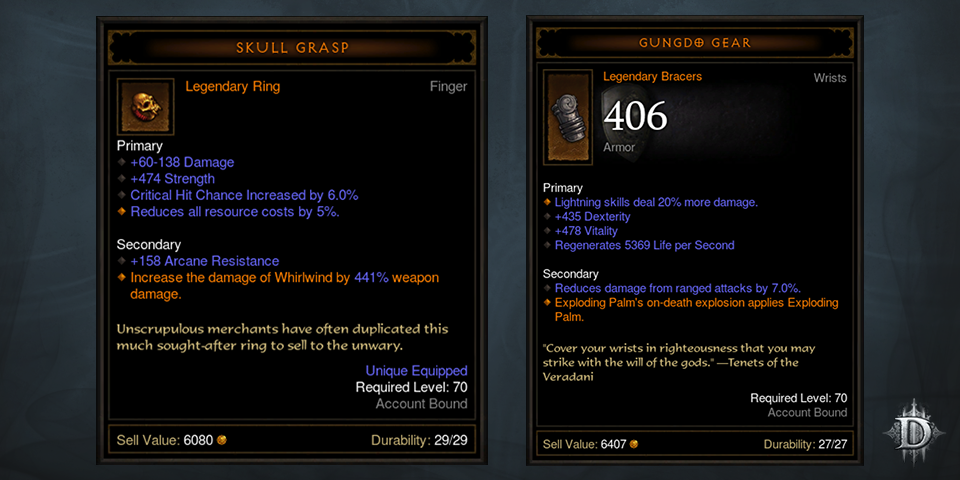 SKULL GRASP
Legendary Ring
Finger
Primary
+60-138 Damage
+474 Strength
Critical Hit Chance Increased by 6.0%
Reduces all resource costs by 5%.
Secondary
+158 Arcane Resistance
Increase the damage of Whirlwind by 441% weapon
damage.
Unscrupulous merchants have often duplicated this
much sought-after ring to sell to the unwary.
Unique Equipped
Required Level: 70
Account Bound
Sell Value: 6080
Durability: 29/29
GUNGDO GEAR
Legendary Bracers
Wrists
406
Armor
Primary
Lightning skills deal 20% more damage.
+435 Dexterity
+478 Vitality
Regenerates 5369 Life per Second
Secondary
Reduces damage from ranged attacks by 7.0%.
Exploding Palm's on-death explosion applies Exploding
Palm.
"Cover your wrists in righteousness that you may
strike with the will of the gods." —Tenets of the
Veradani
Required Level: 70
Account Bound
Sell Value: 6407
Durability: 27/27
D